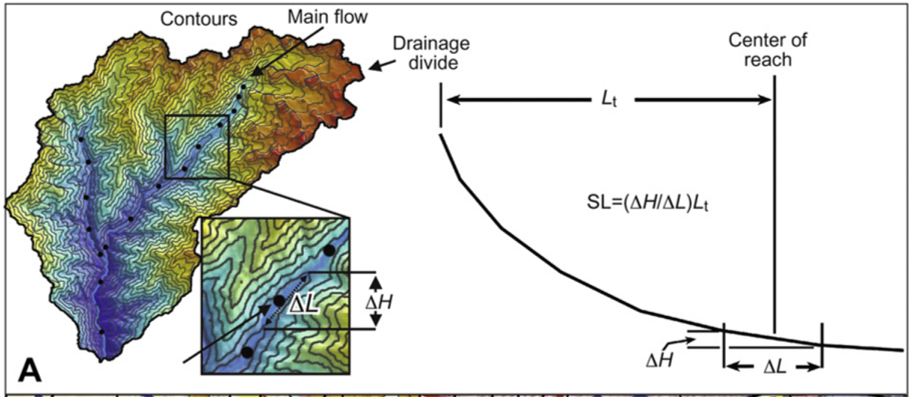 Contours
Main flow
Drainage
divide
Center of
reach
Lt
SL=(ΔH/ΔL)Lt
ΔL
ΔH
ΔH
ΔL
A